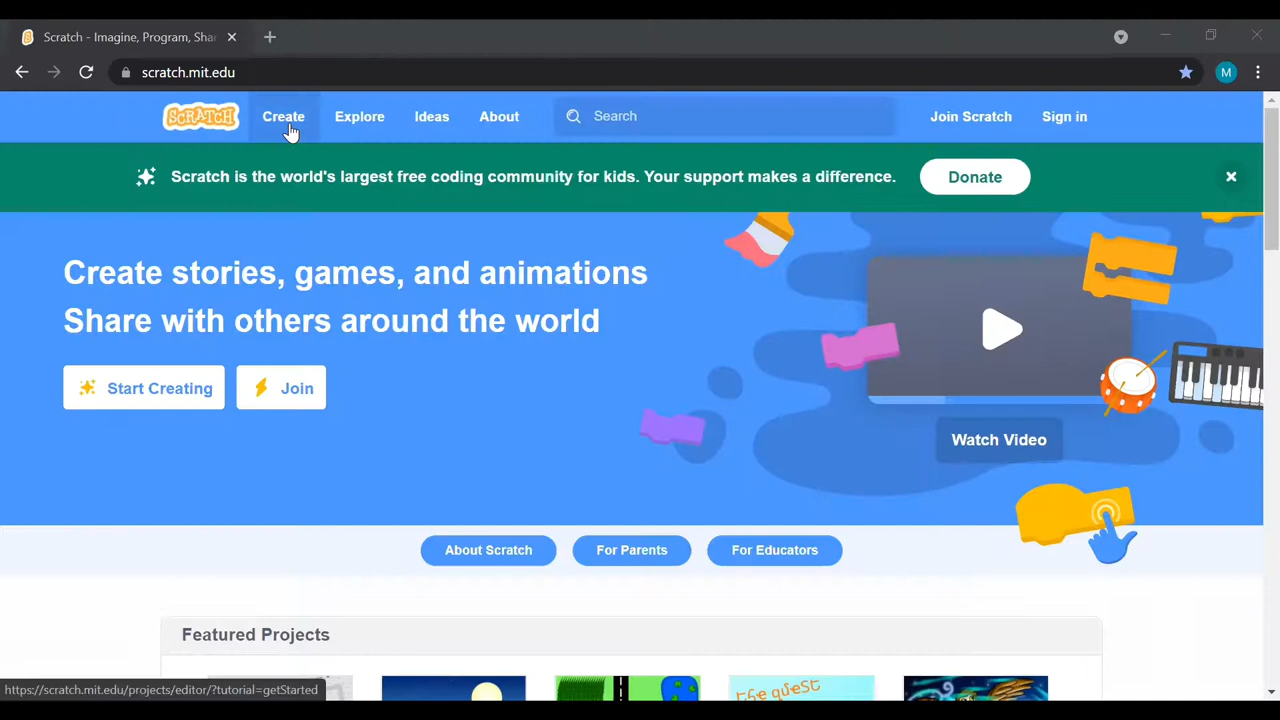 Scratch - Imagine, Program, Sha
scratch.mit.edu
M
SCRATCH
Create
Explore
Ideas
About
Search
Join Scratch
Sign in
Scratch is the world's largest free coding community for kids. Your support makes a difference.
Donate
Create stories, games, and animations
Share with others around the world
Start Creating
Join
Watch Video
About Scratch
For Parents
For Educators
Featured Projects
the quest
https://scratch.mit.edu/projects/editor/?tutorial=getStarted